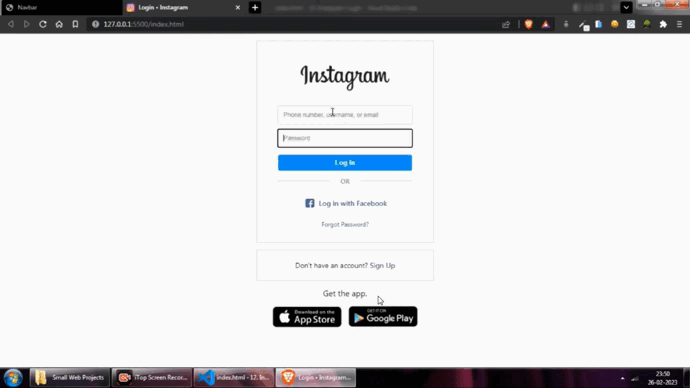 Navbar
Login • Instagram
127.0.0.1:5500/index.html
Instagram
Phone number, username, or email
Password
Log In
OR
Log in with Facebook
Forgot Password?
Don't have an account? Sign Up
Get the app.
Download on the
App Store
GET IT ON
Google Play
Small Web Projects
iTop Screen Recor...
index.html - 12. In...
Login • Instagram...
23:50
26-02-2023